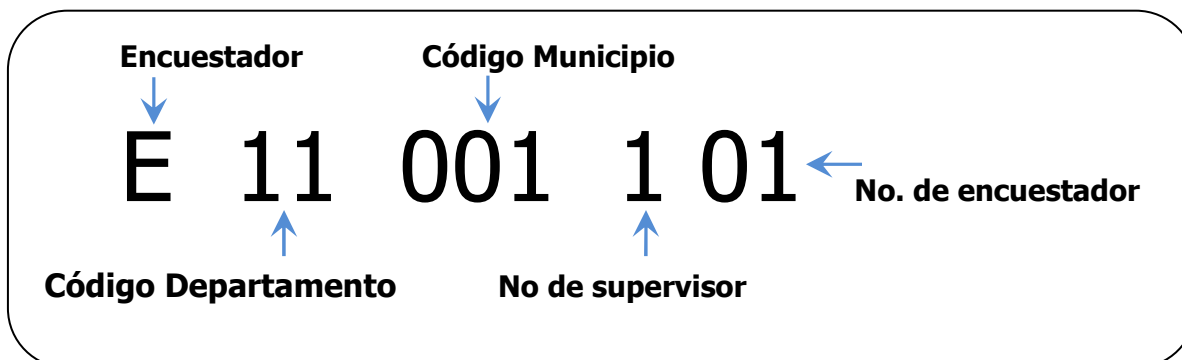 Encuestador Código Municipio
E 11 001 1 01
No. de encuestador
Código Departamento No de supervisor